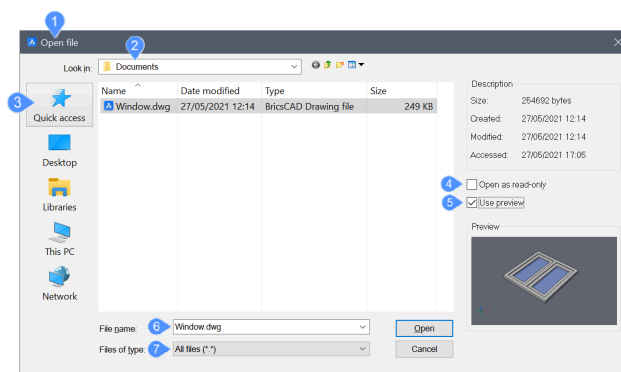 1
Open file
2
Look in: Documents
3
Quick access
Desktop
Libraries
This PC
Network
Name Date modified Type Size
Window.dwg 27/05/2021 12:14 BricsCAD Drawing file 249 KB
Description
Size: 254692 bytes
Created: 27/05/2021 12:14
Modified: 27/05/2021 12:14
Accessed: 27/05/2021 17:05
4 Open as read-only
5 Use preview
Preview
File name: 6 Window.dwg Open
Files of type: 7 All files (*.*) Cancel